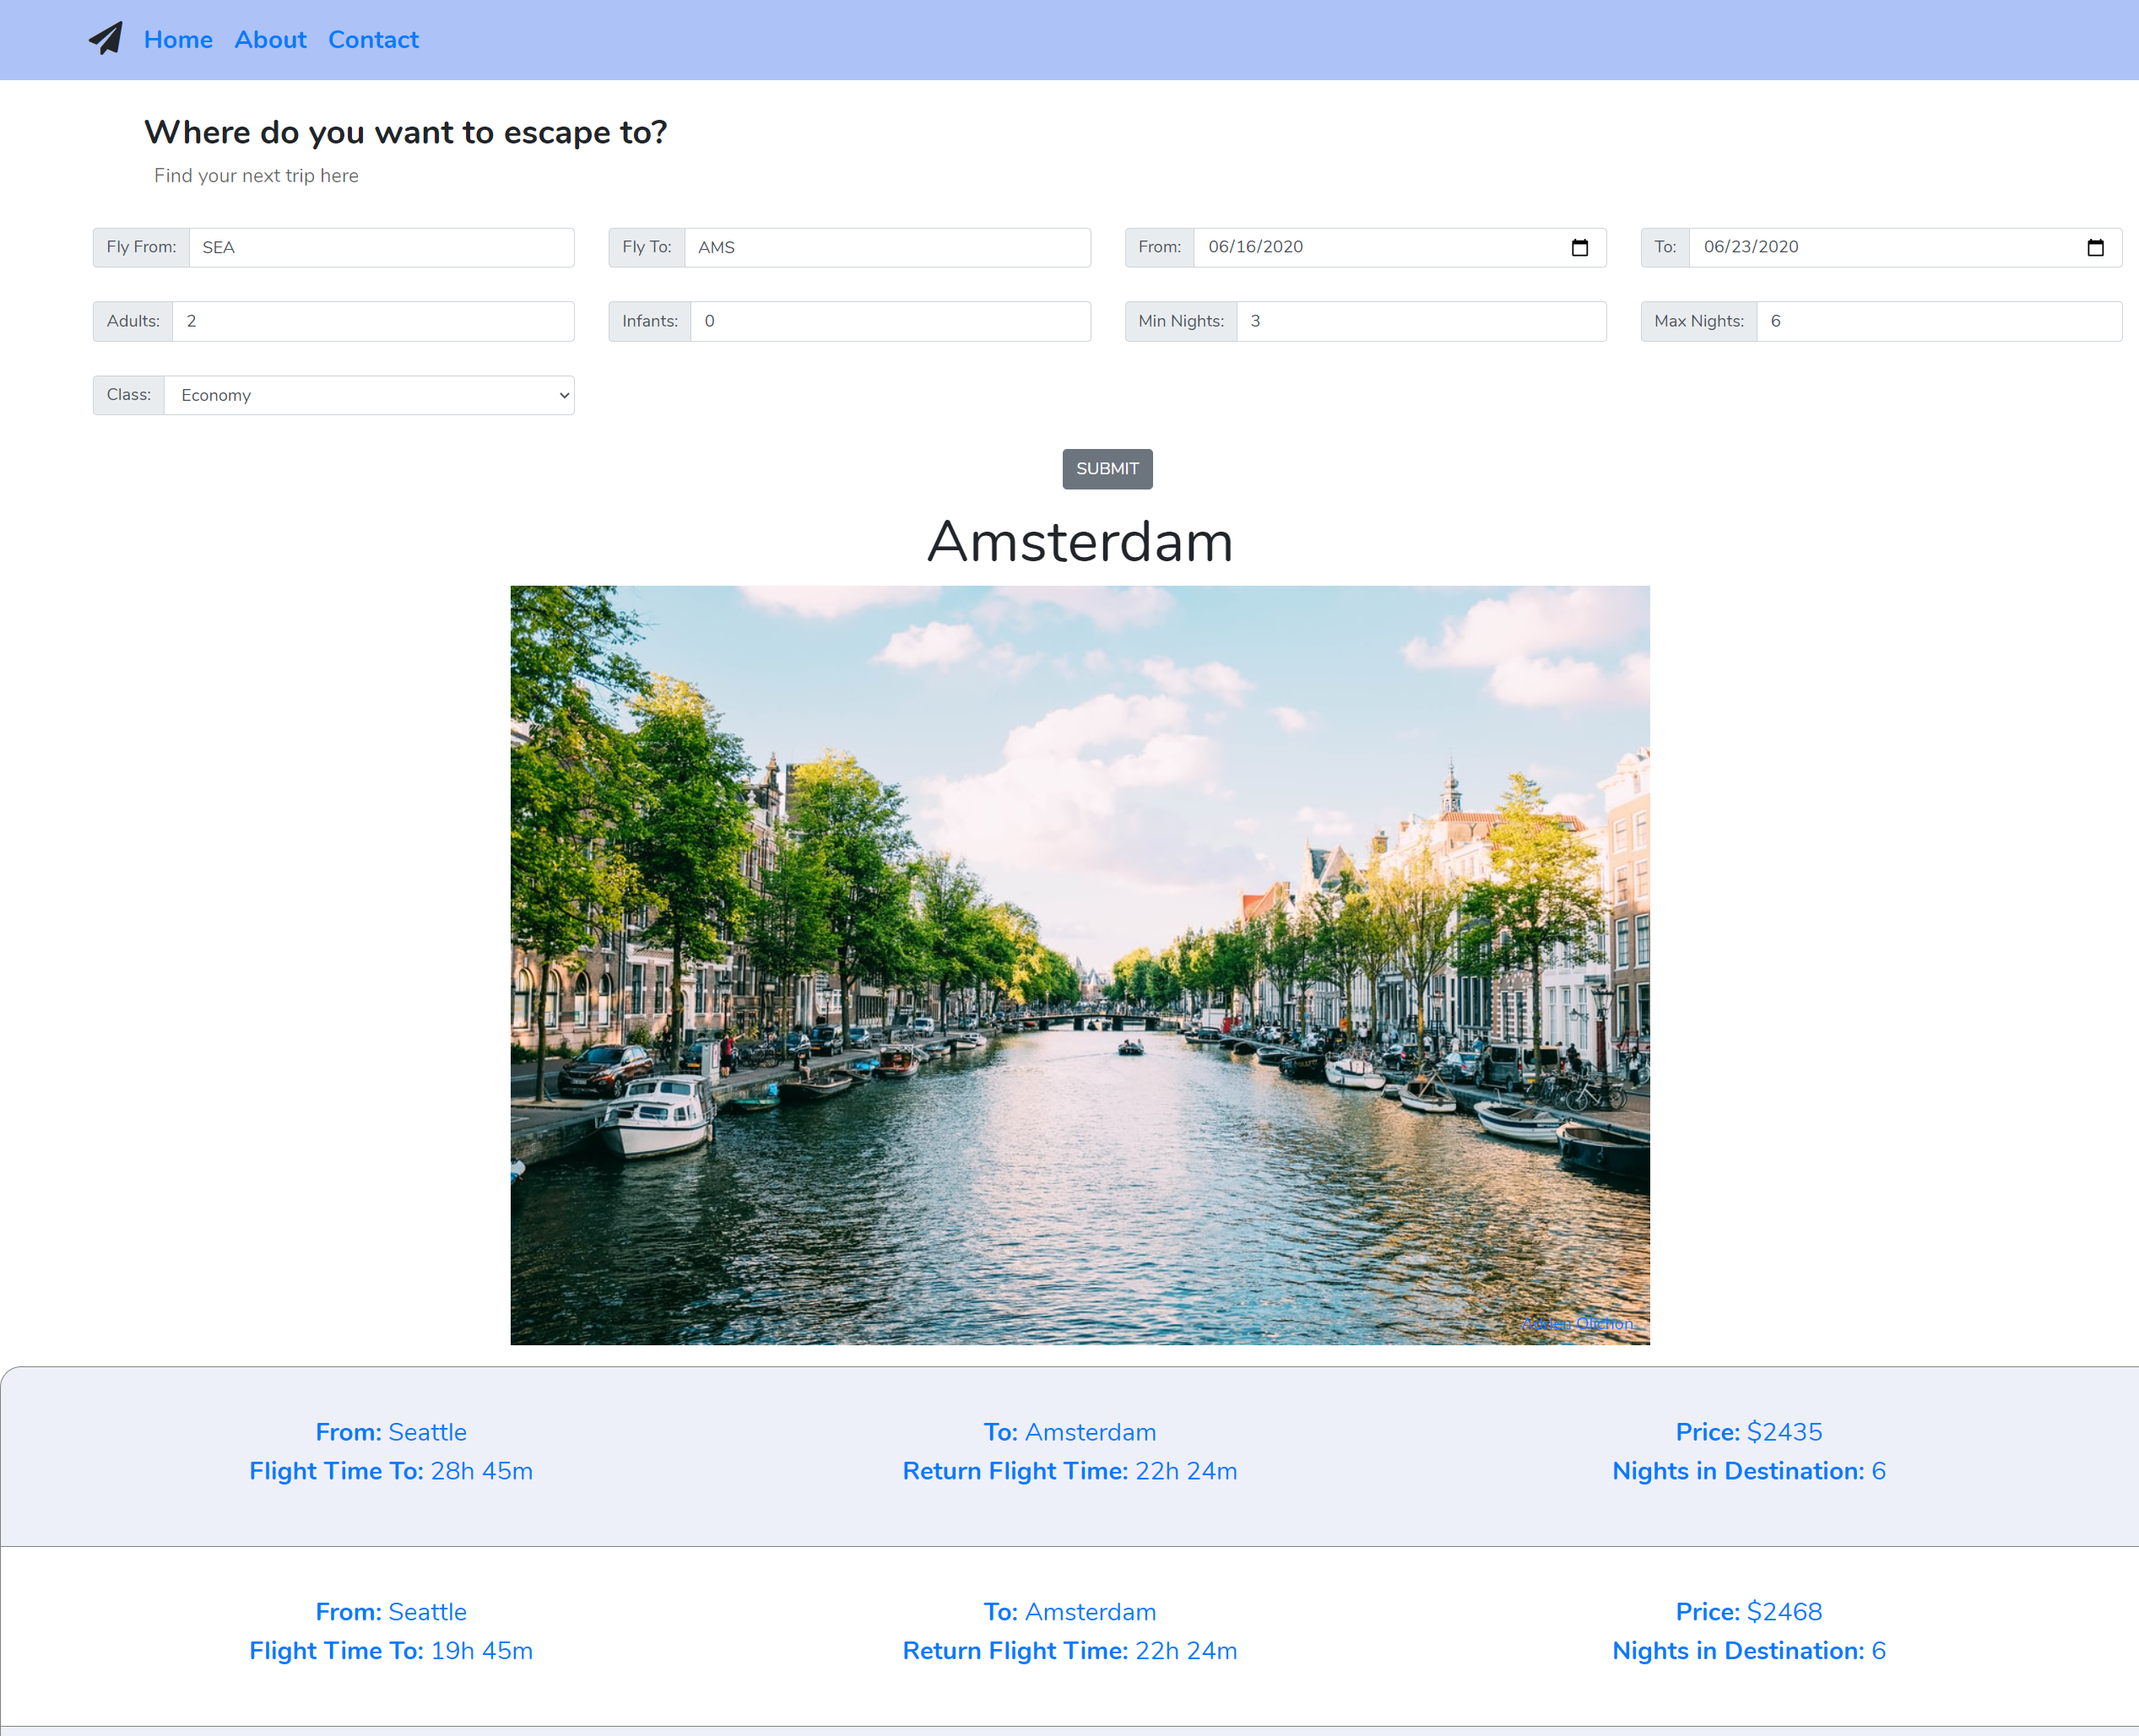 Home About Contact
Where do you want to escape to?
Find your next trip here
Fly From: SEA Fly To: AMS From: 06/16/2020 To: 06/23/2020
Adults: 2 Infants: 0 Min Nights: 3 Max Nights: 6
Class: Economy
SUBMIT
Amsterdam
Adrien Olichon
From: Seattle To: Amsterdam Price: $2435
Flight Time To: 28h 45m Return Flight Time: 22h 24m Nights in Destination: 6
From: Seattle To: Amsterdam Price: $2468
Flight Time To: 19h 45m Return Flight Time: 22h 24m Nights in Destination: 6